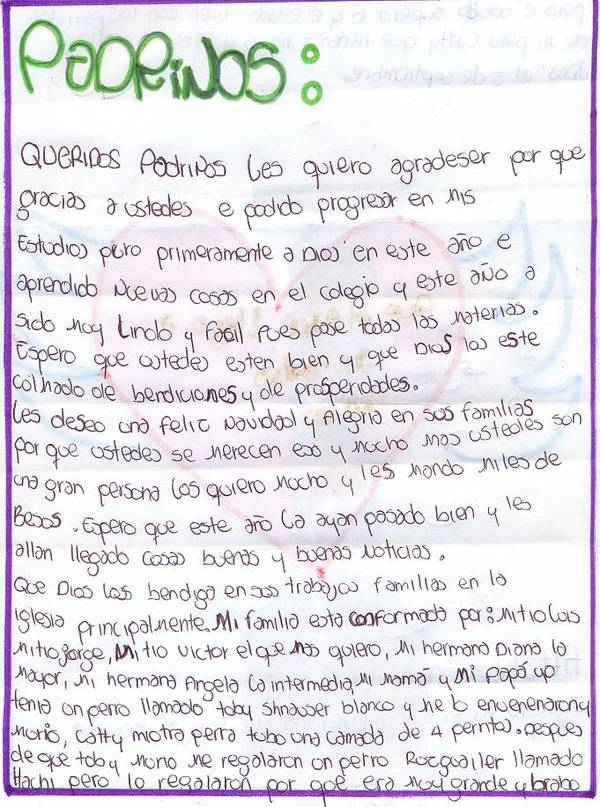 PADRiNOS:
QUERIDOS PadriNos les quiero agradeser por que
gracias a ustedes e podido progresar en mis
Estudios pero primeramente a Dios en este año e
aprendido Nuevas cosas en el colegio y este año a
sido muy Lindo y facil Pues pase todas las materias.
Espero que ustedes esten bien y que Dios los este
colmado de bendiciones y de prosperidades.
les deseo una feliz Navidad y Alegria en sus familias
por que ustedes se merecen eso y mucho mas ustedes son
una gran persona los quiero mucho y les mando miles de
Besos. Espero que este año la ayan pasado bien y les
allan llegado cosas buenas y buenas noticias.
Que Dios los bendiga en sus trabajos familias en la
iglesia principalmente. Mi familia esta conformada por: mi tio luis
mi tio jorge, Mi tio victor el que mas quiero, Mi hermana Diana la
mayor, mi hermana Angela la intermedia, Mi mamá y Mi papá yo
tenia un perro llamado toby shnauser blanco y me lo envenenaron y
murio, catty mi otra perra tubo una camada de 4 perritos. Despues
de que toby murio me regalaron un perro Rocguailer llamado
Hachi pero lo regalaron por que era muy grande y brabo